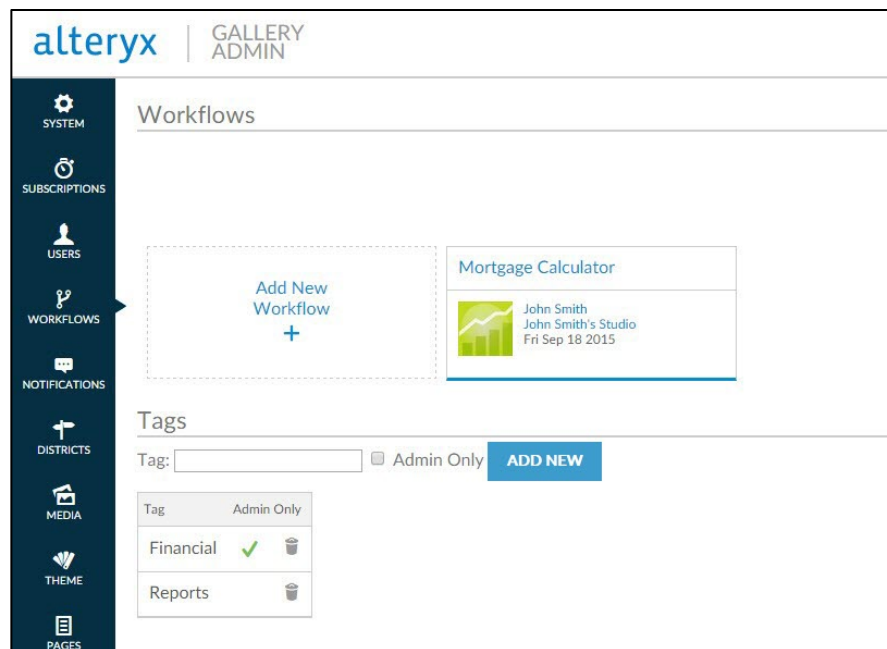 alteryx
GALLERY
ADMIN
SYSTEM
SUBSCRIPTIONS
USERS
WORKFLOWS
NOTIFICATIONS
DISTRICTS
MEDIA
THEME
PAGES
Workflows
Add New
Workflow
+
Mortgage Calculator
John Smith
John Smith's Studio
Fri Sep 18 2015
Tags
Tag: Admin Only ADD NEW
Tag Admin Only
Financial
Reports